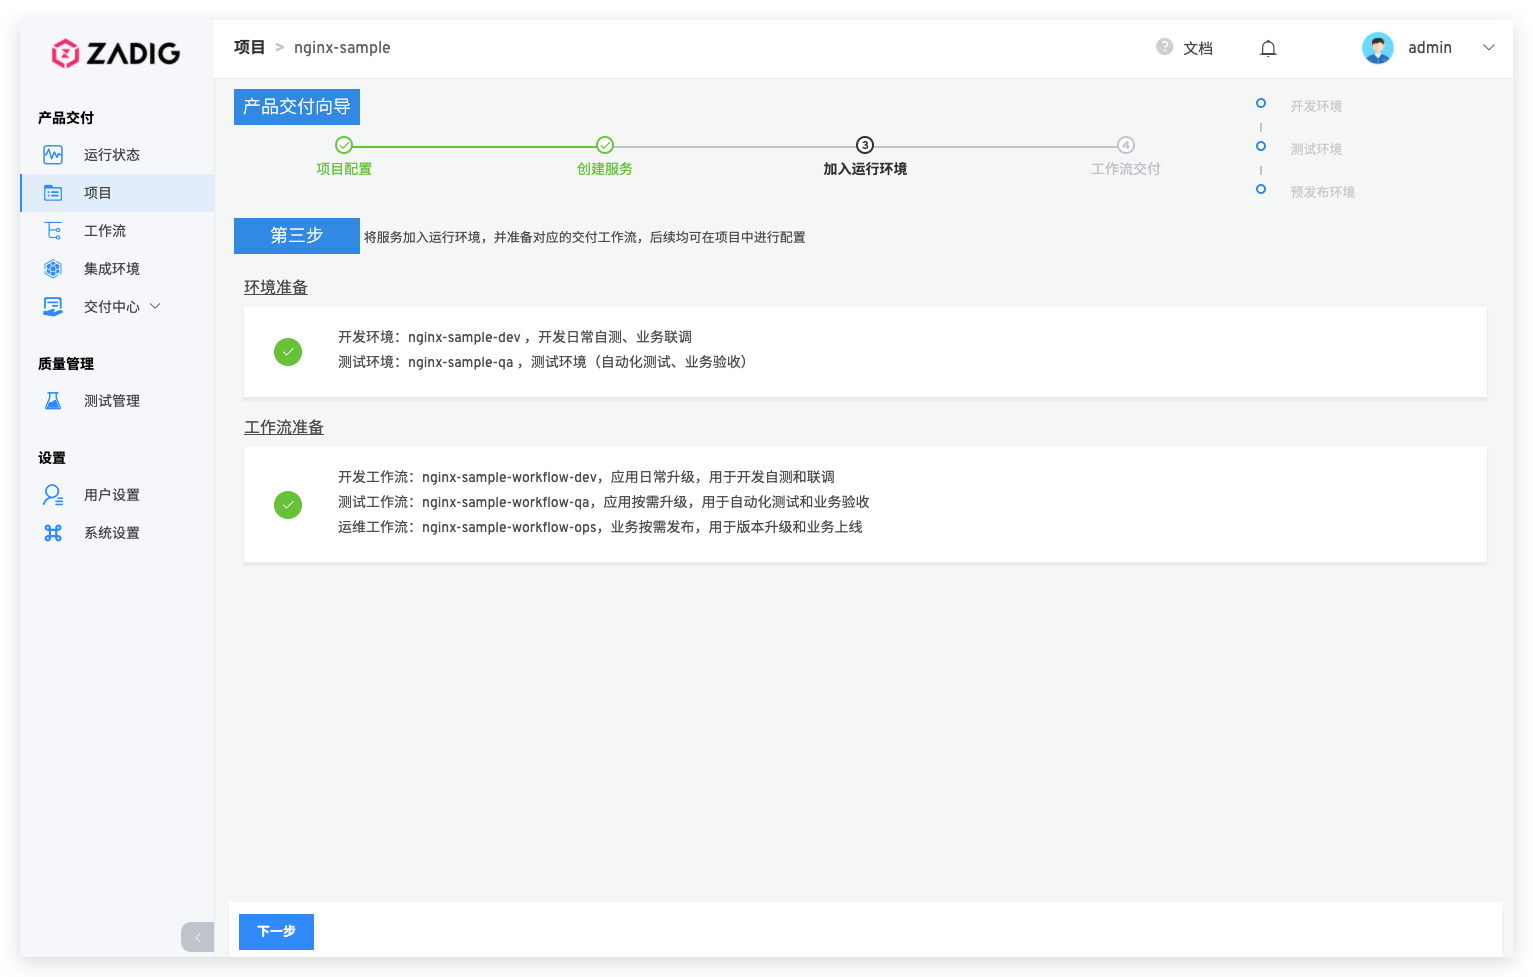 ZADIG
项目 > nginx-sample
? 文档
admin
产品交付
运行状态
项目
工作流
集成环境
交付中心
质量管理
测试管理
设置
用户设置
系统设置
产品交付向导
项目配置
创建服务
3
加入运行环境
4
工作流交付
开发环境
测试环境
预发布环境
第三步 将服务加入运行环境，并准备对应的交付工作流，后续均可在项目中进行配置
环境准备
开发环境：nginx-sample-dev ，开发日常自测、业务联调
测试环境：nginx-sample-qa ，测试环境（自动化测试、业务验收）
工作流准备
开发工作流：nginx-sample-workflow-dev，应用日常升级，用于开发自测和联调
测试工作流：nginx-sample-workflow-qa，应用按需升级，用于自动化测试和业务验收
运维工作流：nginx-sample-workflow-ops，业务按需发布，用于版本升级和业务上线
下一步